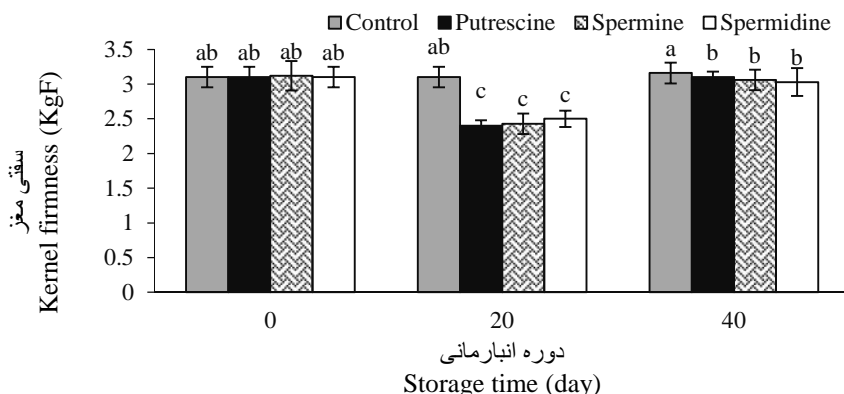 Control Putrescine Spermine Spermidine
3.5
3
2.5
2
1.5
1
0.5
0
سفتی مغز
Kernel firmness (KgF)
ab ab ab ab
ab c c c
a b b b
0 20 40
دوره انبارمانی
Storage time (day)